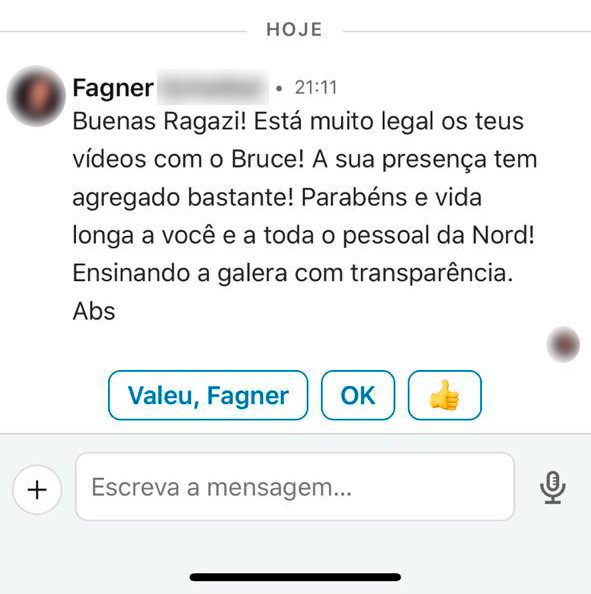 HOJE
Fagner • 21:11
Buenas Ragazi! Está muito legal os teus
vídeos com o Bruce! A sua presença tem
agregado bastante! Parabéns e vida
longa a você e a toda o pessoal da Nord!
Ensinando a galera com transparência.
Abs
Valeu, Fagner OK 👍
Escreva a mensagem...